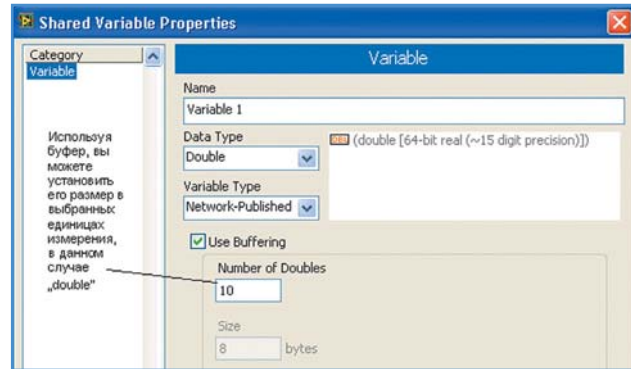 Shared Variable Properties
Category
Variable
Используя
буфер, вы
можете
установить
его размер в
выбранных
единицах
измерения,
в данном
случае
„double"
Variable
Name
Variable 1
Data Type
Double
(double [64-bit real (~15 digit precision)])
Variable Type
Network-Published
Use Buffering
Number of Doubles
10
Size
8 bytes